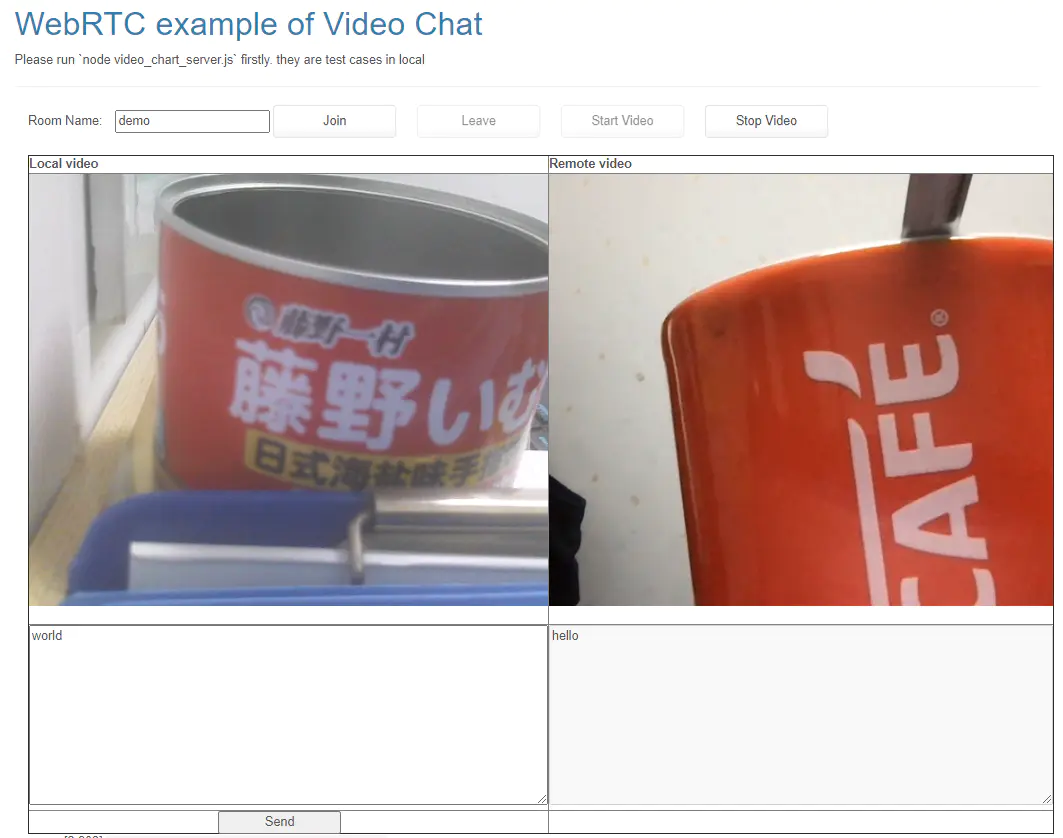 WebRTC example of Video Chat
Please run `node video_chart_server.js` firstly. they are test cases in local
Room Name:
demo
Join
Leave
Start Video
Stop Video
Local video
Remote video
藤野一村
藤野いむ
日式海盐味手
CAFE®
world
hello
Send